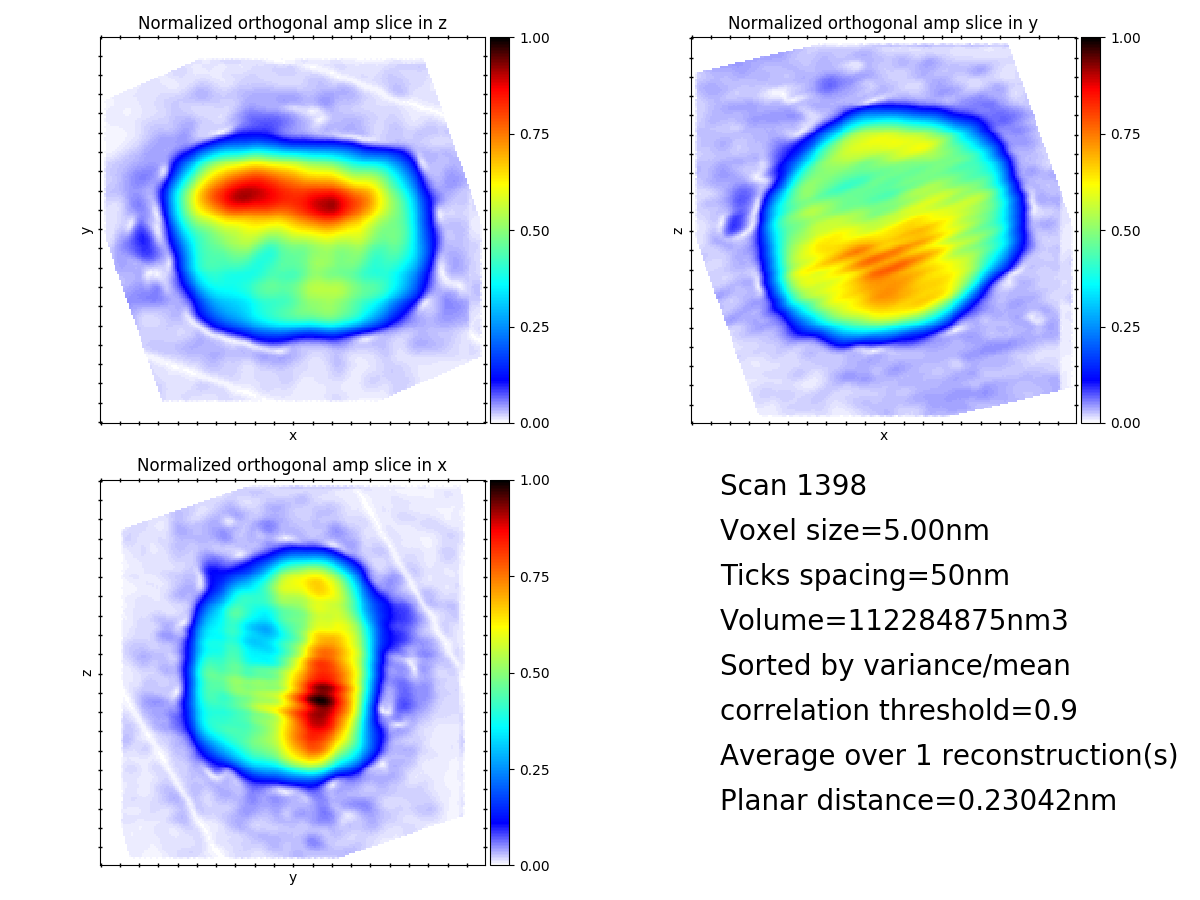 Normalized orthogonal amp slice in z
1.00
0.75
y
0.50
0.25
0.00
x
Normalized orthogonal amp slice in y
1.00
0.75
z
0.50
0.25
0.00
x
Normalized orthogonal amp slice in x
1.00
0.75
z
0.50
0.25
0.00
y
Scan 1398
Voxel size=5.00nm
Ticks spacing=50nm
Volume=112284875nm3
Sorted by variance/mean
correlation threshold=0.9
Average over 1 reconstruction(s)
Planar distance=0.23042nm